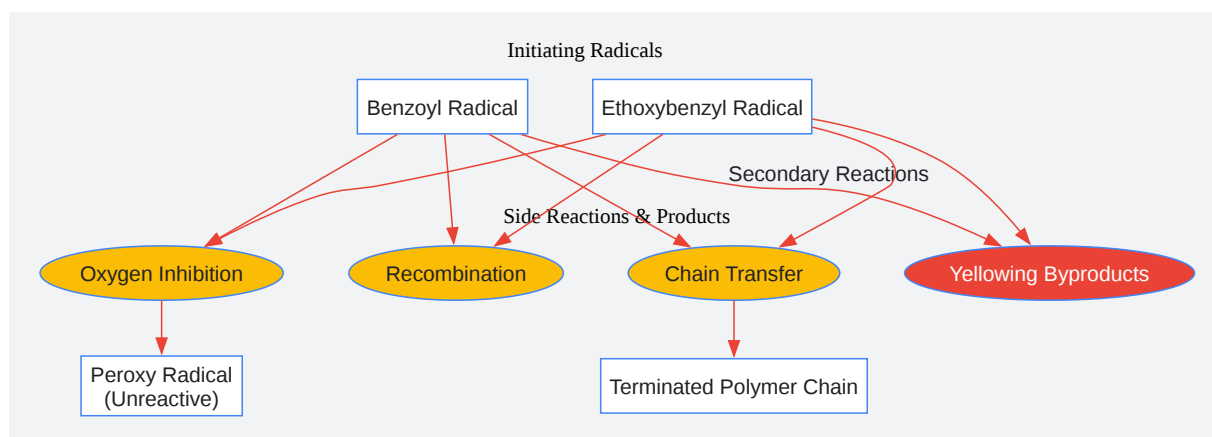 Initiating Radicals
Benzoyl Radical
Ethoxybenzyl Radical
Secondary Reactions
Side Reactions & Products
Oxygen Inhibition
Recombination
Chain Transfer
Yellowing Byproducts
Peroxy Radical
(Unreactive)
Terminated Polymer Chain